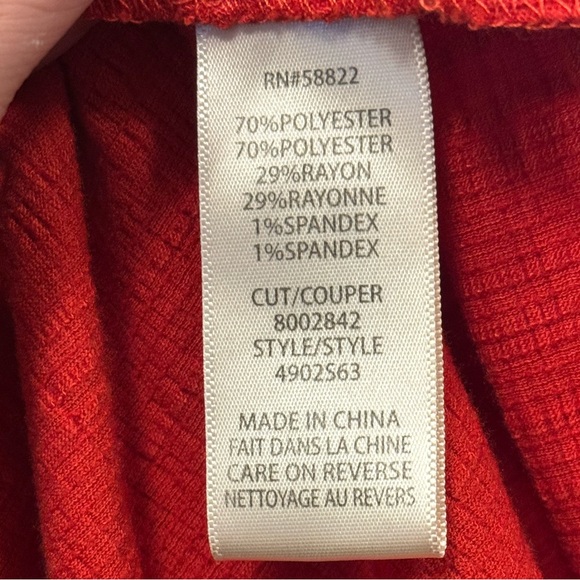 RN#58822
70%POLYESTER
70%POLYESTER
29%RAYON
29%RAYONNE
1%SPANDEX
1%SPANDEX
CUT/COUPER
8002842
STYLE/STYLE
4902S63
MADE IN CHINA
FAIT DANS LA CHINE
CARE ON REVERSE
NETTOYAGE AU REVERS